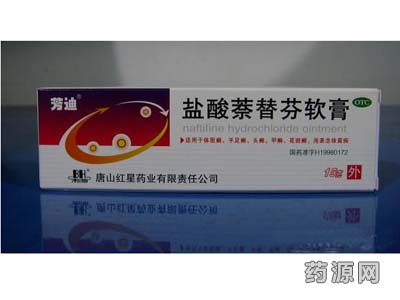 芳迪®
盐酸萘替芬软膏
OTC
naftifine hydrochloride ointment
适用于体股癣、手足癣、头癣、甲癣、花斑癣、浅表念珠菌病
国药准字H19980172
唐山红星药业有限责任公司
15g
外
药源网